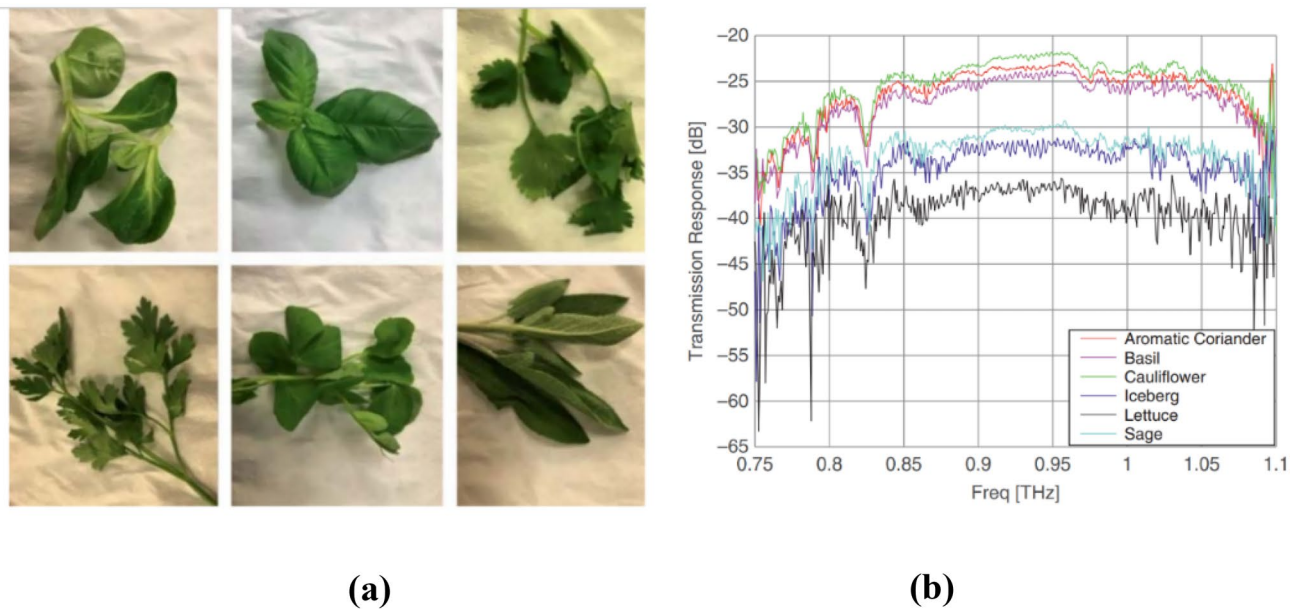 −20
−25
−30
−35
−40
−45
−50
−55
−60
−65
Transmission Response [dB]
Aromatic Coriander
Basil
Cauliflower
Iceberg
Lettuce
Sage
0.75 0.8 0.85 0.9 0.95 1 1.05 1.1
Freq [THz]
(a) (b)